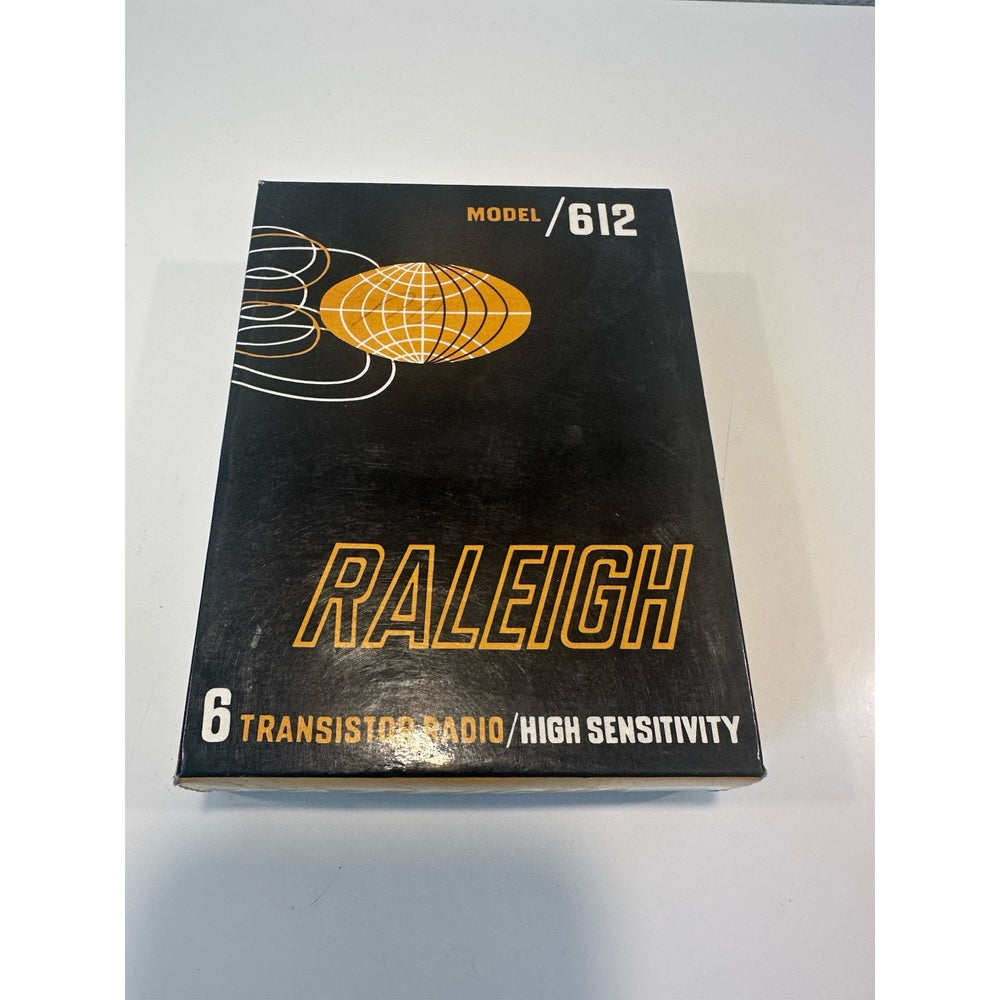 MODEL /612
RALEIGH
6 TRANSISTOR RADIO/HIGH SENSITIVITY